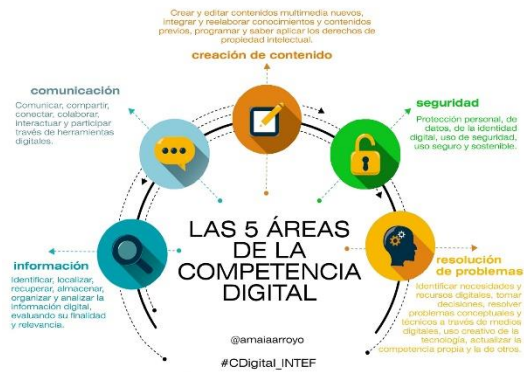 Crear y editar contenidos multimedia nuevos,
integrar y reelaborar conocimientos y contenidos
previos, programar y saber aplicar los derechos de
propiedad intelectual.
creación de contenido
comunicación
Comunicar, compartir,
conectar, colaborar,
interactuar y participar
través de herramientas
digitales.
seguridad
Protección personal, de
datos, de la identidad
digital, uso de seguridad,
uso seguro y sostenible.
LAS 5 ÁREAS
DE LA
COMPETENCIA
DIGITAL
información
Identificar, localizar,
recuperar, almacenar,
organizar y analizar la
información digital,
evaluando su finalidad
y relevancia.
resolución
de problemas
Identificar necesidades y
recursos digitales, tomar
decisiones, resolver
problemas conceptuales y
técnicos a través de medios
digitales, uso creativo de la
tecnología, actualizar la
competencia propia y la de otros.
@amaiaarroyo
#CDigital_INTEF